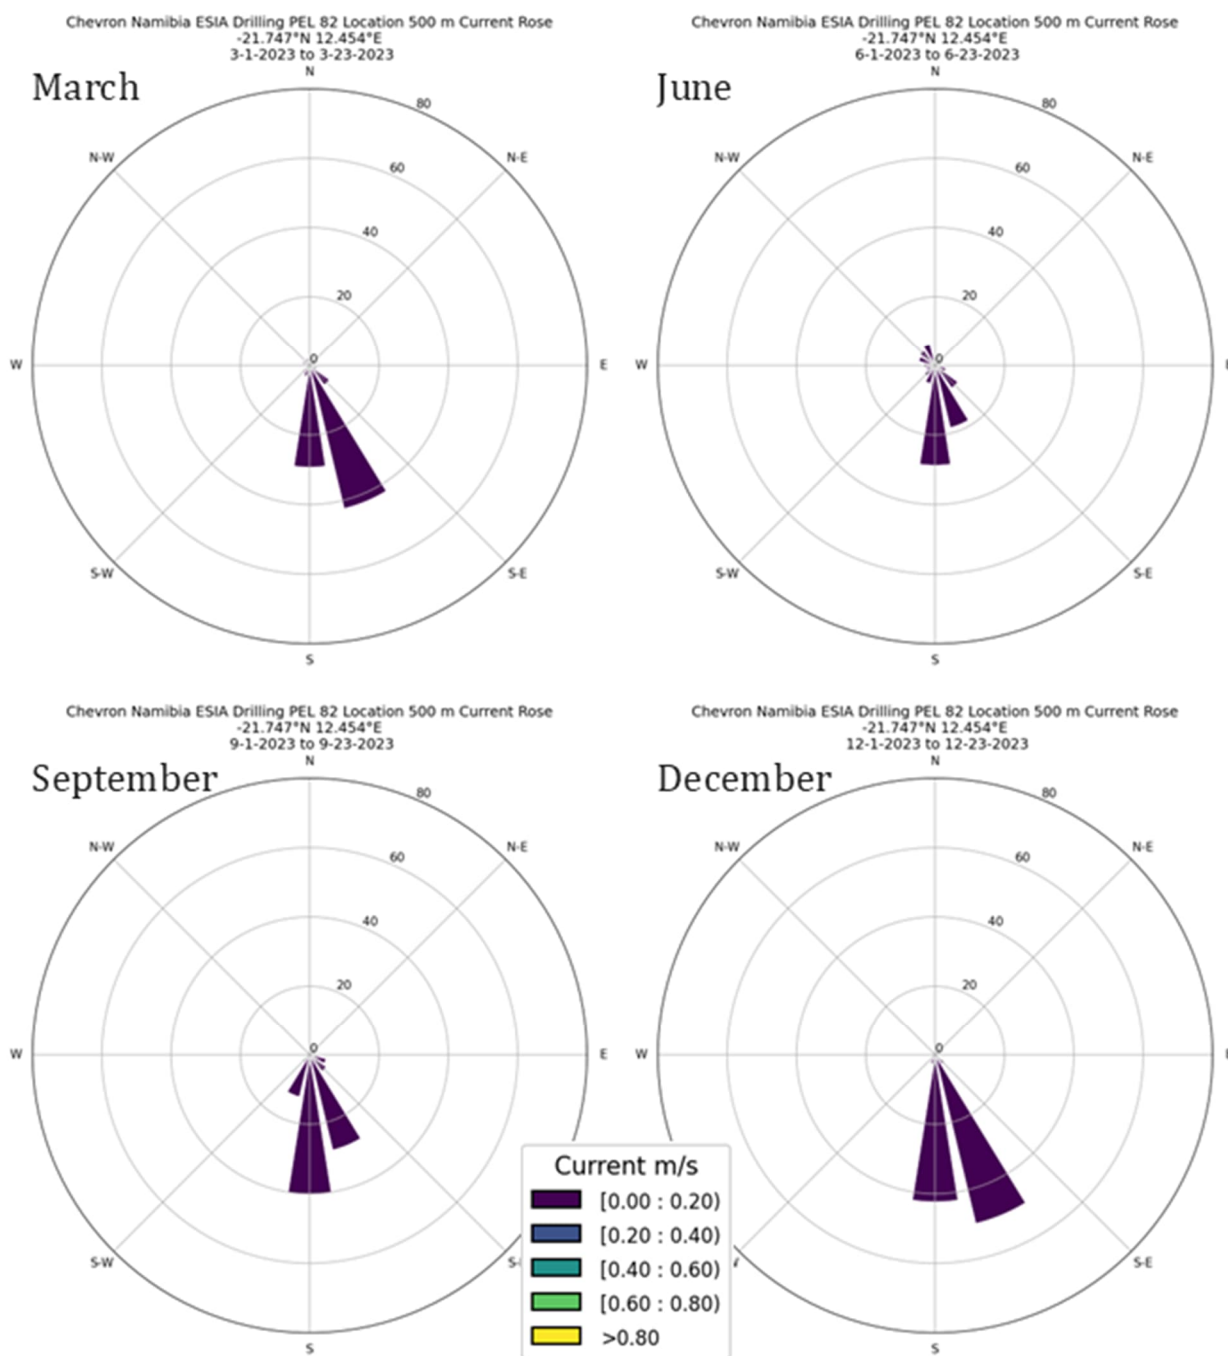 Chevron Namibia ESIA Drilling PEL 82 Location 500 m Current Rose
-21.747°N 12.454°E
3-1-2023 to 3-23-2023
March
N
80
N-W
N-E
60
40
20
W
0
E
S-W
S-E
S
Chevron Namibia ESIA Drilling PEL 82 Location 500 m Current Rose
-21.747°N 12.454°E
6-1-2023 to 6-23-2023
June
N
80
N-W
N-E
60
40
20
W
0
S-W
S-E
S
Chevron Namibia ESIA Drilling PEL 82 Location 500 m Current Rose
-21.747°N 12.454°E
9-1-2023 to 9-23-2023
September
N
80
N-W
N-E
60
40
20
W
0
E
S-W
S
Chevron Namibia ESIA Drilling PEL 82 Location 500 m Current Rose
-21.747°N 12.454°E
12-1-2023 to 12-23-2023
December
N
80
N-W
N-E
60
40
20
W
0
S-E
S
Current m/s
[0.00 : 0.20)
[0.20 : 0.40)
[0.40 : 0.60)
[0.60 : 0.80)
>0.80